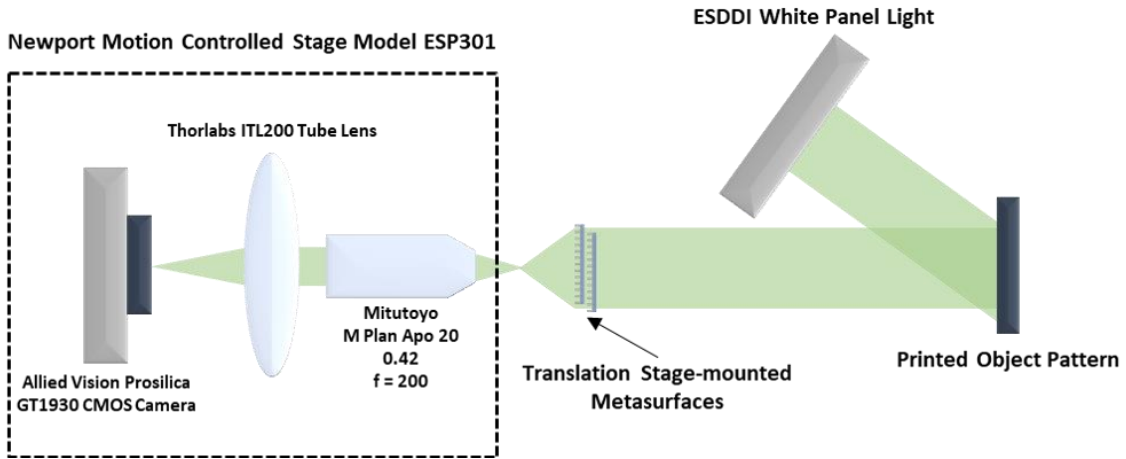 ESDDI White Panel Light
Newport Motion Controlled Stage Model ESP301
Thorlabs ITL200 Tube Lens
Mitutoyo
M Plan Apo 20
0.42
f = 200
Allied Vision Prosilica
GT1930 CMOS Camera
Translation Stage-mounted
Metasurfaces
Printed Object Pattern